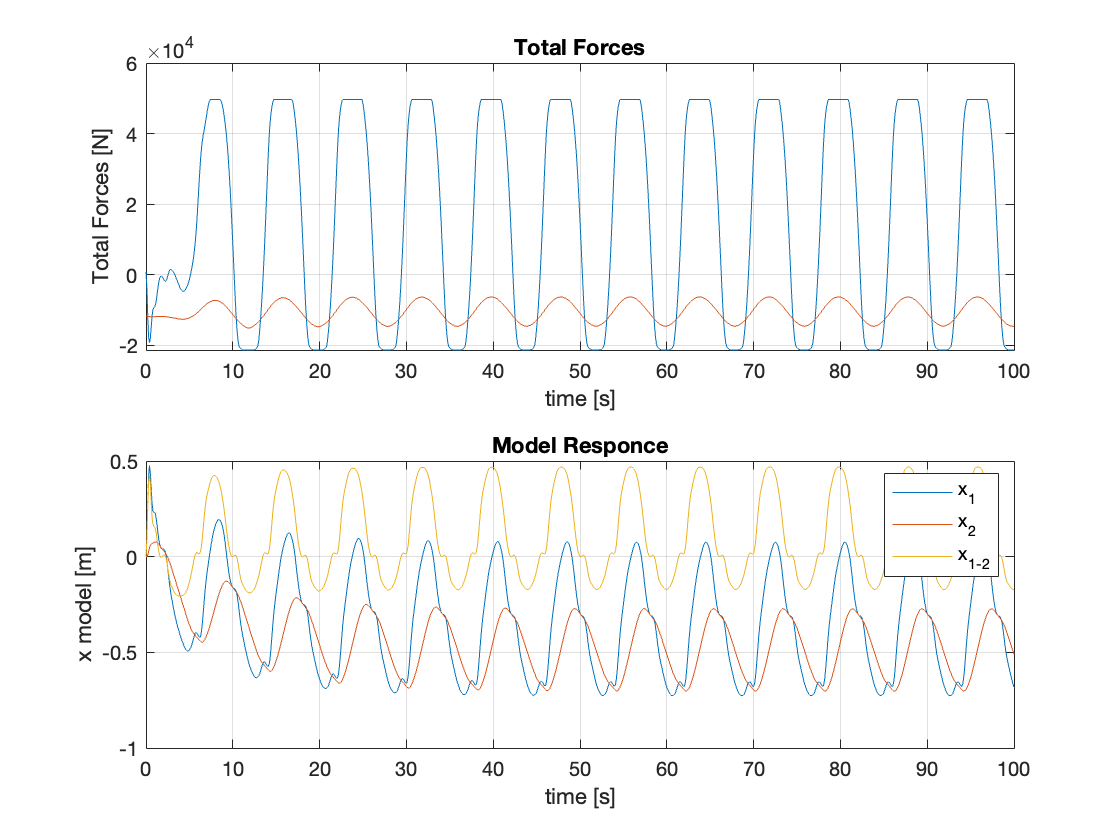 Total Forces
×10^4
6
4
2
0
-2
Total Forces [N]
0 10 20 30 40 50 60 70 80 90 100
time [s]
Model Responce
0.5
0
-0.5
-1
x model [m]
x_1
x_2
x_{1-2}
0 10 20 30 40 50 60 70 80 90 100
time [s]